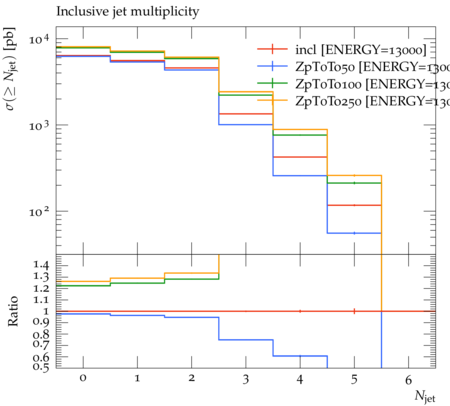 Inclusive jet multiplicity
σ(≥ Njet) [pb]
10⁴
10³
10²
incl [ENERGY=13000]
ZpToTo50 [ENERGY=1300
ZpToTo100 [ENERGY=130
ZpToTo250 [ENERGY=130
Ratio
1.4
1.3
1.2
1.1
1
0.9
0.8
0.7
0.6
0.5
0 1 2 3 4 5 6
Njet